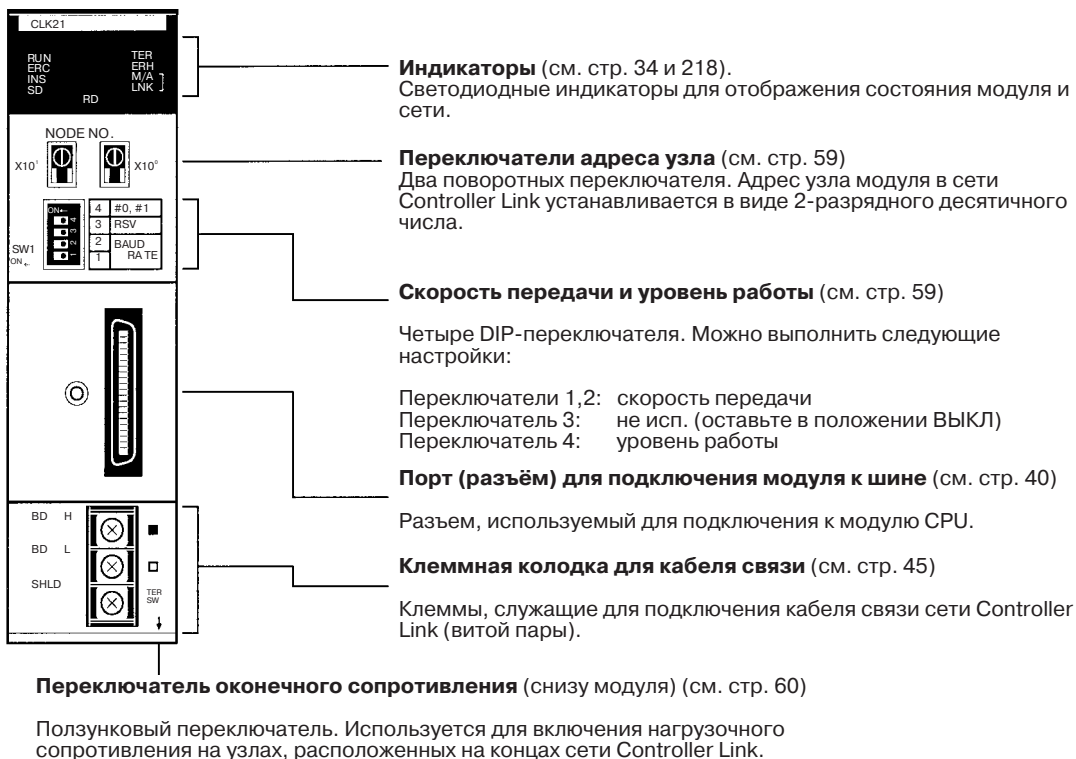 CLK21
RUN TER
ERC ERH
INS M/A
SD LNK
RD
NODE NO.
X10¹ X10⁰
ON←
4 #0, #1
3 RSV
2 BAUD
1 RA TE
4
3
2
1
SW1
ON ←
BD H
BD L
SHLD
TER
SW
Индикаторы (см. стр. 34 и 218).
Светодиодные индикаторы для отображения состояния модуля и
сети.
Переключатели адреса узла (см. стр. 59)
Два поворотных переключателя. Адрес узла модуля в сети
Controller Link устанавливается в виде 2-разрядного десятичного
числа.
Скорость передачи и уровень работы (см. стр. 59)
Четыре DIP-переключателя. Можно выполнить следующие
настройки:
Переключатели 1,2: скорость передачи
Переключатель 3: не исп. (оставьте в положении ВЫКЛ)
Переключатель 4: уровень работы
Порт (разъём) для подключения модуля к шине (см. стр. 40)
Разъем, используемый для подключения к модулю CPU.
Клеммная колодка для кабеля связи (см. стр. 45)
Клеммы, служащие для подключения кабеля связи сети Controller
Link (витой пары).
Переключатель оконечного сопротивления (снизу модуля) (см. стр. 60)
Ползунковый переключатель. Используется для включения нагрузочного
сопротивления на узлах, расположенных на концах сети Controller Link.